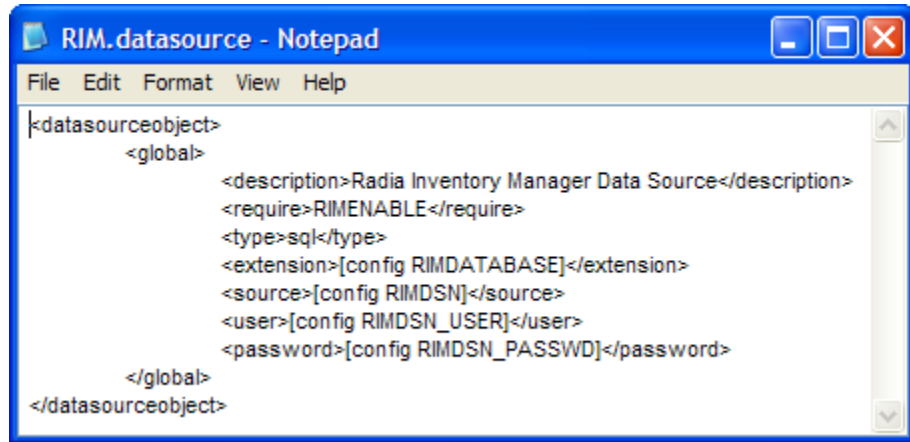 RIM.datasource - Notepad
File Edit Format View Help
<datasourceobject>
<global>
<description>Radia Inventory Manager Data Source</description>
<require>RIMENABLE</require>
<type>sql</type>
<extension>[config RIMDATABASE]</extension>
<source>[config RIMDSN]</source>
<user>[config RIMDSN_USER]</user>
<password>[config RIMDSN_PASSWD]</password>
</global>
</datasourceobject>